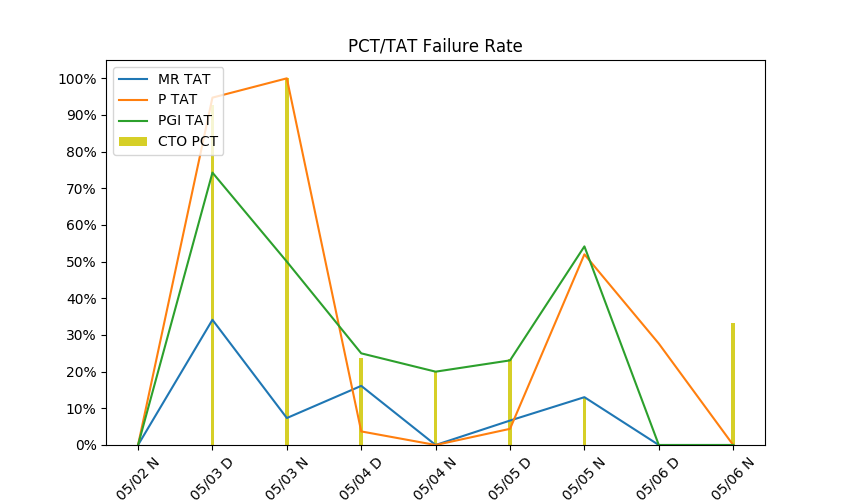 PCT/TAT Failure Rate
MR TAT
P TAT
PGI TAT
CTO PCT
100%
90%
80%
70%
60%
50%
40%
30%
20%
10%
0%
05/02 N
05/03 D
05/03 N
05/04 D
05/04 N
05/05 D
05/05 N
05/06 D
05/06 N